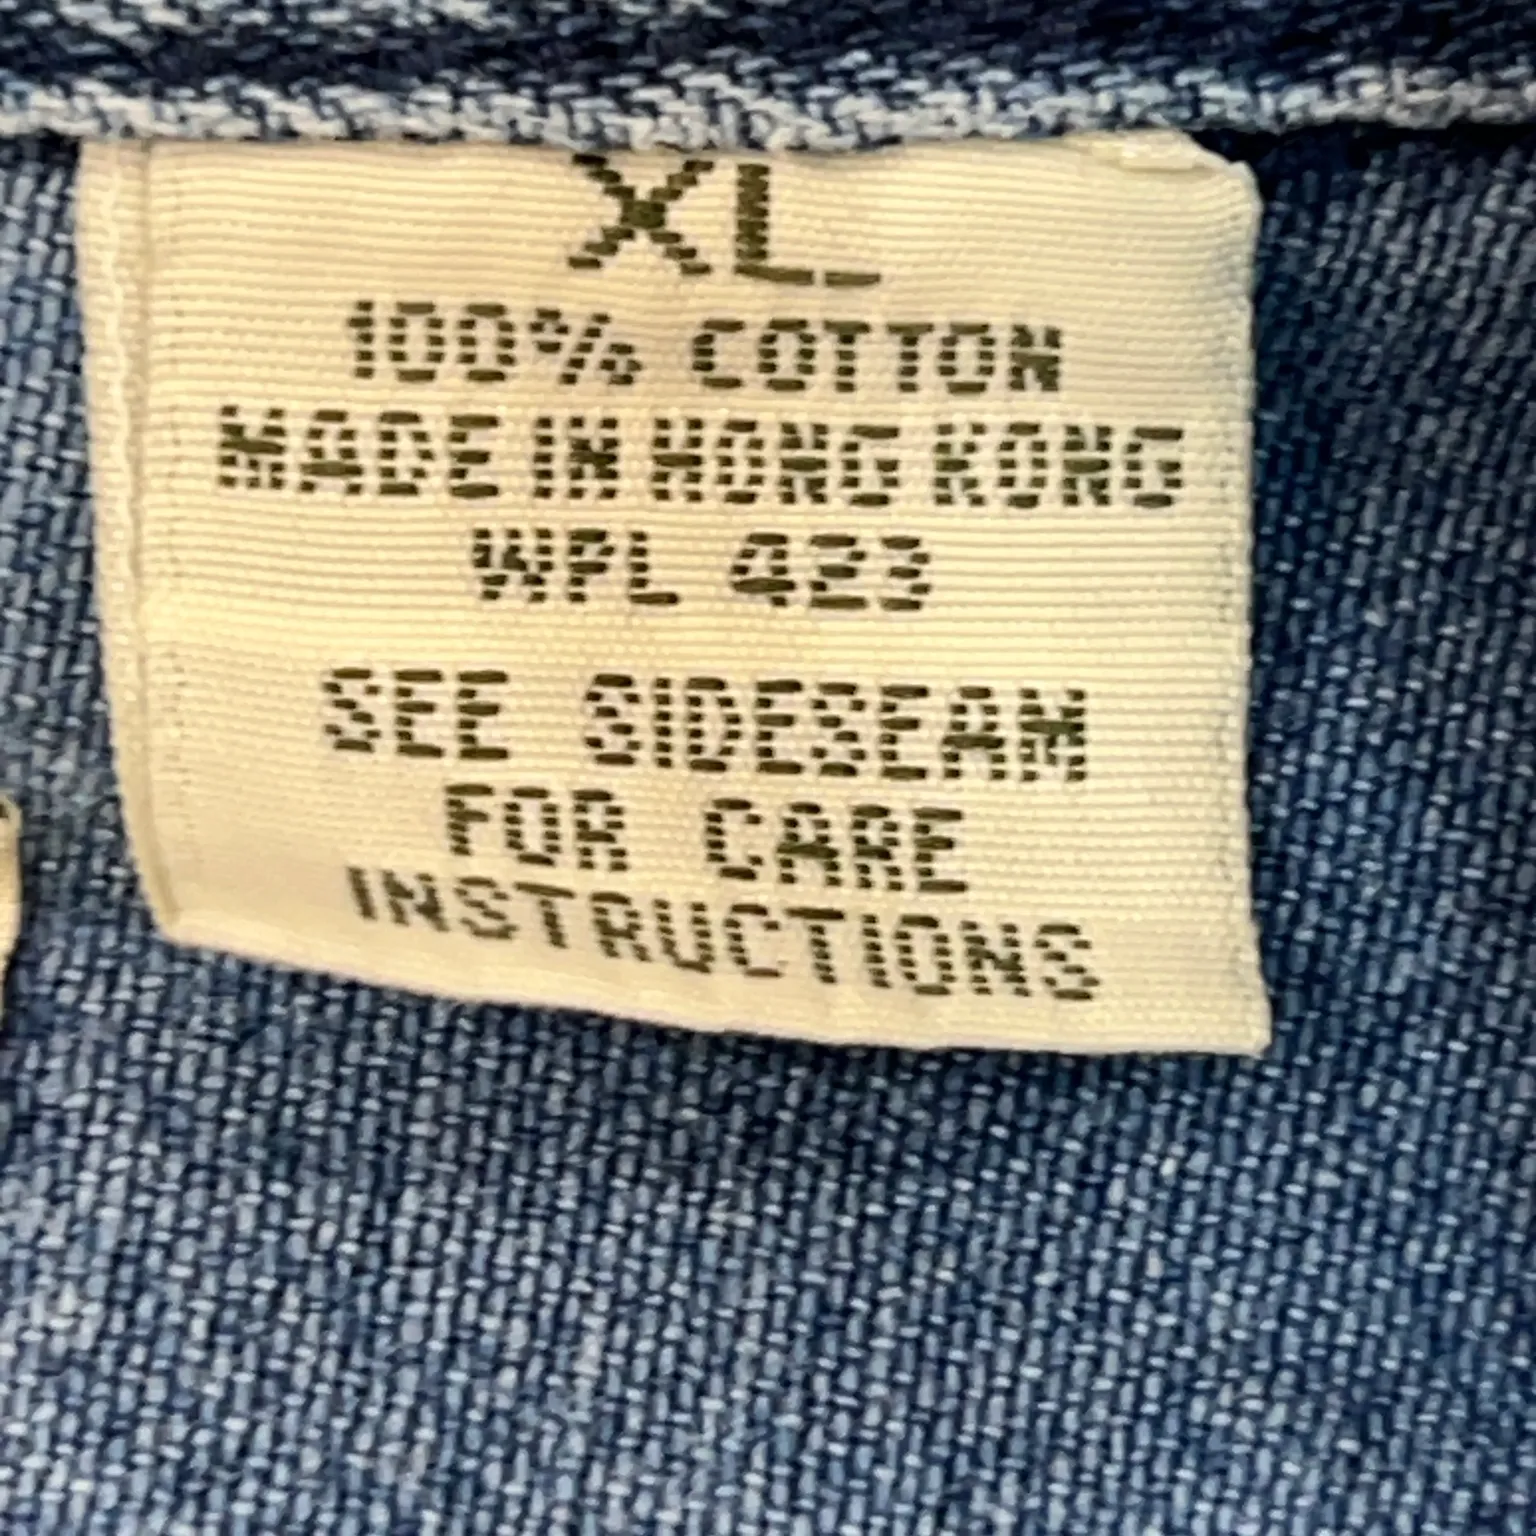 XL
100% COTTON
MADE IN HONG KONG
WPL 423
SEE SIDESEAM
FOR CARE
INSTRUCTIONS